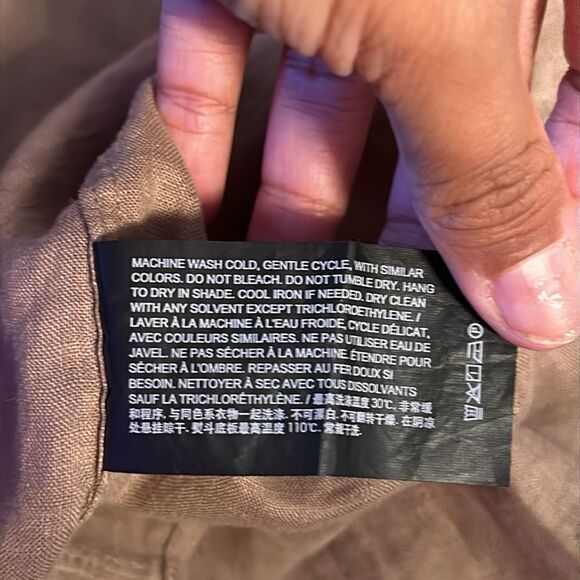 MACHINE WASH COLD, GENTLE CYCLE, WITH SIMILAR
COLORS. DO NOT BLEACH. DO NOT TUMBLE DRY. HANG
TO DRY IN SHADE. COOL IRON IF NEEDED. DRY CLEAN
WITH ANY SOLVENT EXCEPT TRICHLOROETHYLENE. /
LAVER À LA MACHINE À L'EAU FROIDE, CYCLE DÉLICAT,
AVEC COULEURS SIMILAIRES. NE PAS UTILISER EAU DE
JAVEL. NE PAS SÉCHER À LA MACHINE. ÉTENDRE POUR
SÉCHER À L'OMBRE. REPASSER AU FER DOUX SI
BESOIN. NETTOYER À SEC AVEC TOUS DISSOLVANTS
SAUF LA TRICHLORÉTHYLÈNE. / 最高洗涤温度30℃, 非常缓
和程序. 与同色系衣物一起洗涤. 不可漂白. 不可翻转干燥. 在阴凉
处悬挂晾干. 熨斗底板最高温度110℃. 常规干洗.